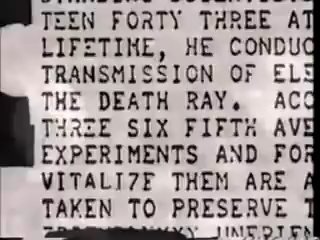 TEEN FORTY THREE AT
LIFETIME, HE CONDUC
TRANSMISSION OF ELE
THE DEATH RAY. ACC
THREE SIX FIFTH AVE
EXPERIMENTS AND FOR
VITALI7E THEM ARE A
TAKEN TO PRESERVE T